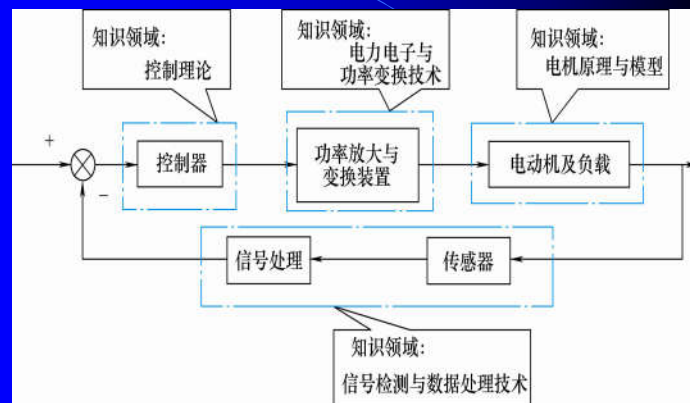 知识领域:
控制理论
知识领域:
电力电子与
功率变换技术
知识领域:
电机原理与模型
+
−
控制器
功率放大与
变换装置
电动机及负载
信号处理
传感器
知识领域:
信号检测与数据处理技术